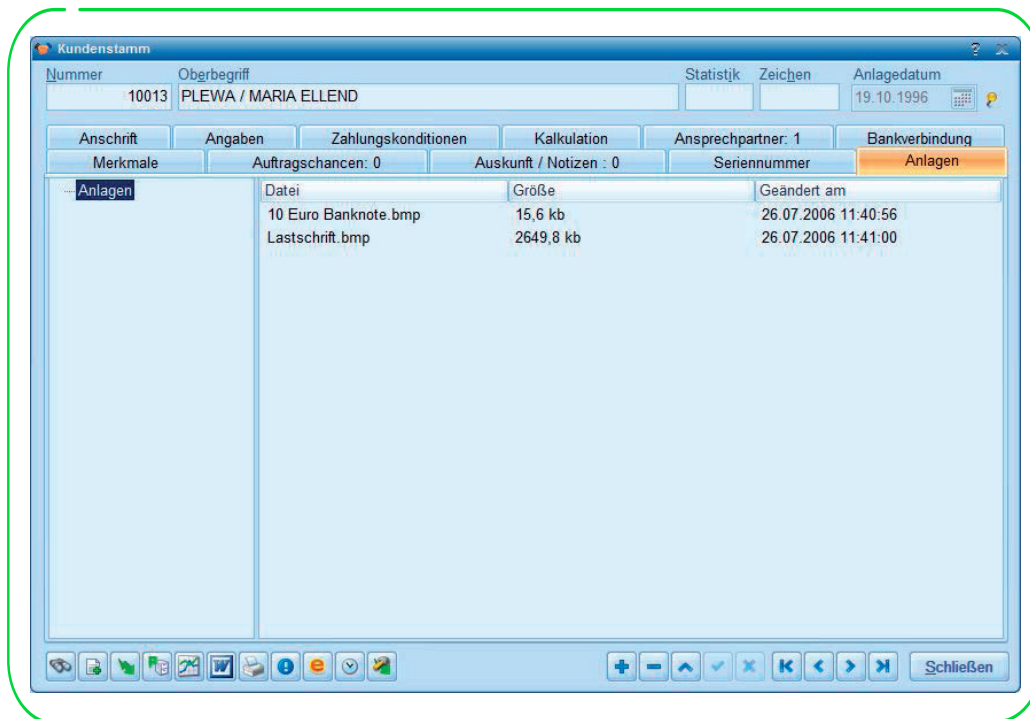 Kundenstamm
Nummer Oberbegriff Statistik Zeichen Anlagedatum
10013 PLEWA / MARIA ELLEND 19.10.1996
Anschrift Angaben Zahlungskonditionen Kalkulation Ansprechpartner: 1 Bankverbindung
Merkmale Auftragschancen: 0 Auskunft / Notizen : 0 Seriennummer Anlagen
Anlagen Datei Größe Geändert am
10 Euro Banknote.bmp 15,6 kb 26.07.2006 11:40:56
Lastschrift.bmp 2649,8 kb 26.07.2006 11:41:00
Schließen